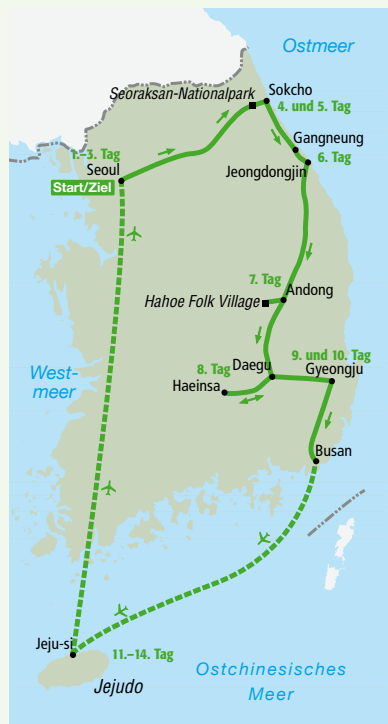 Ostmeer
Seoraksan-Nationalpark
Sokcho
4. und 5. Tag
Gangneung
1.–3. Tag
6. Tag
Seoul
Jeongdongjin
Start/Ziel
7. Tag
Andong
Hahoe Folk Village
9. und 10. Tag
West-
meer
8. Tag
Daegu
Gyeongju
Haeinsa
Busan
Jeju-si
11.–14. Tag
Ostchinesisches
Meer
Jejudo